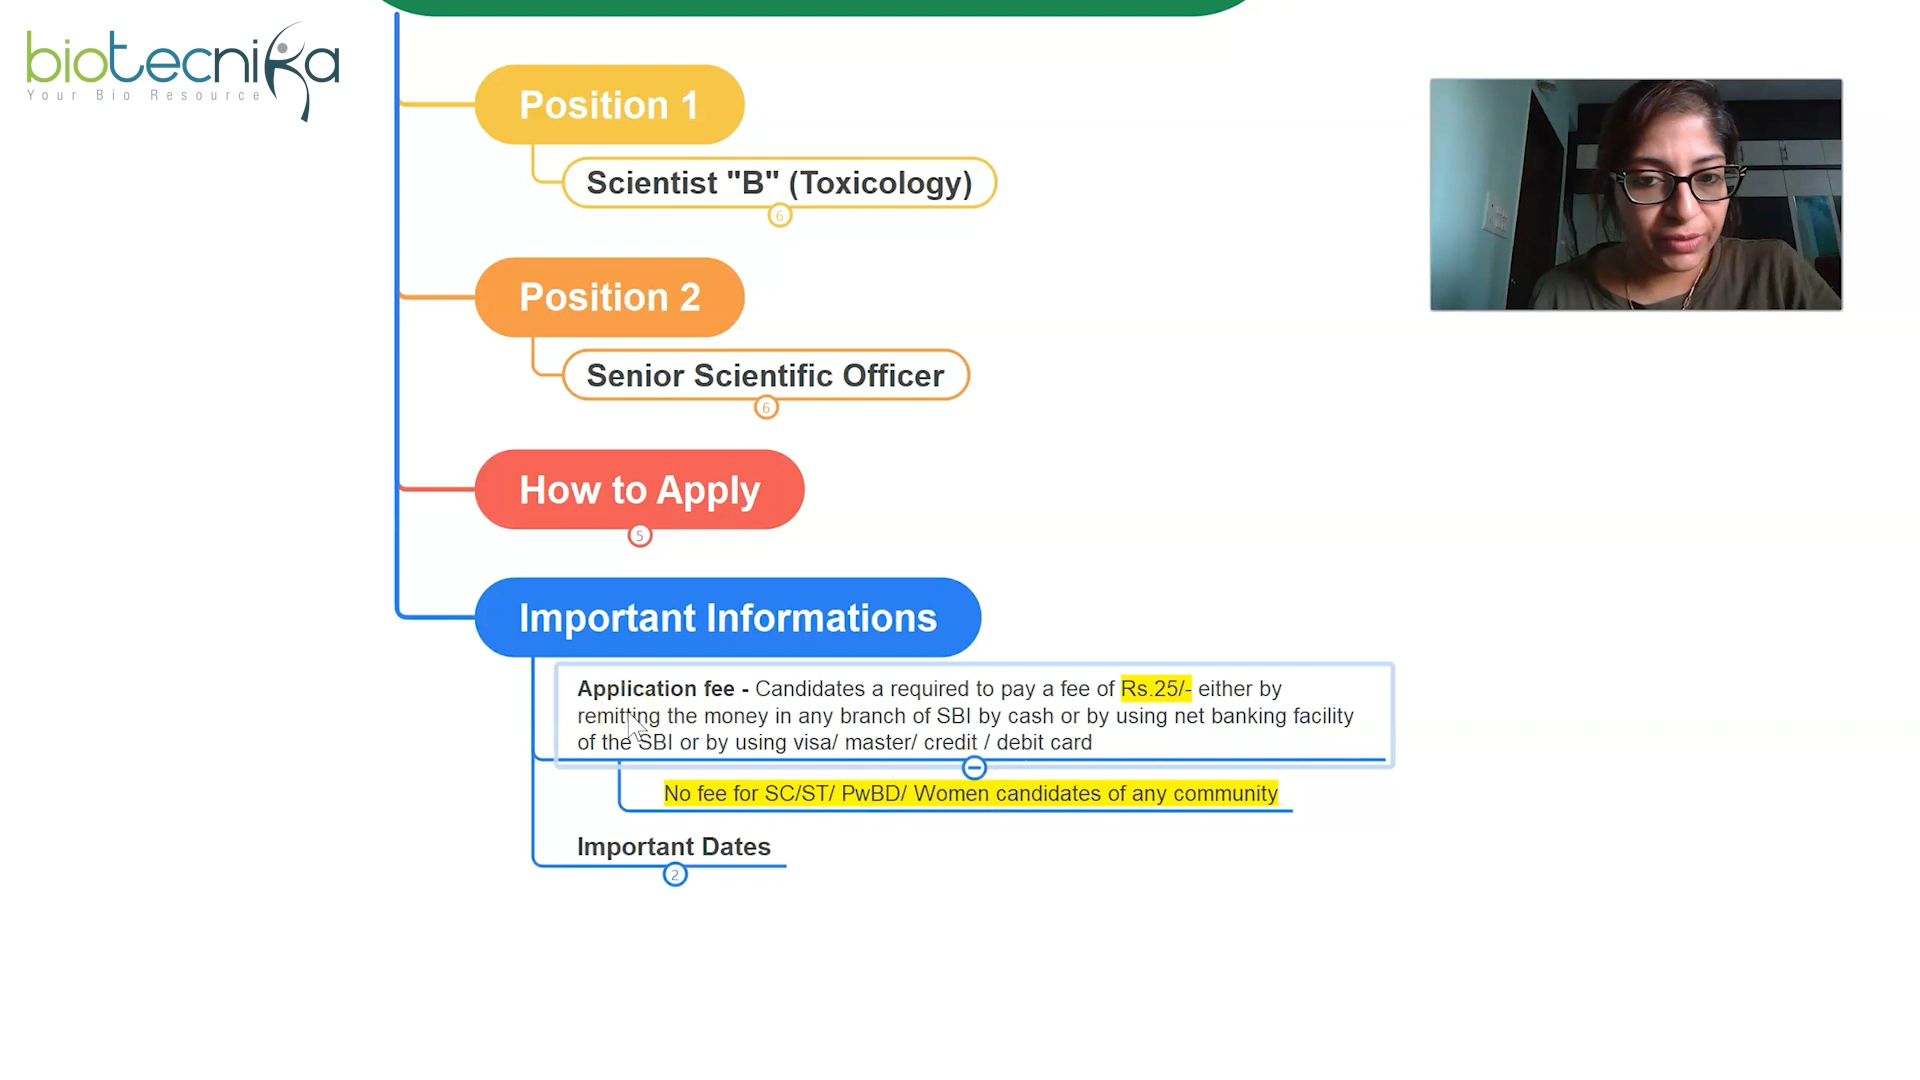 biotecnika
Your Bio Resource
Position 1
Scientist "B" (Toxicology)
6
Position 2
Senior Scientific Officer
6
How to Apply
5
Important Informations
Application fee - Candidates a required to pay a fee of Rs.25/- either by
remitting the money in any branch of SBI by cash or by using net banking facility
of the SBI or by using visa/ master/ credit / debit card
No fee for SC/ST/ PwBD/ Women candidates of any community
Important Dates
2